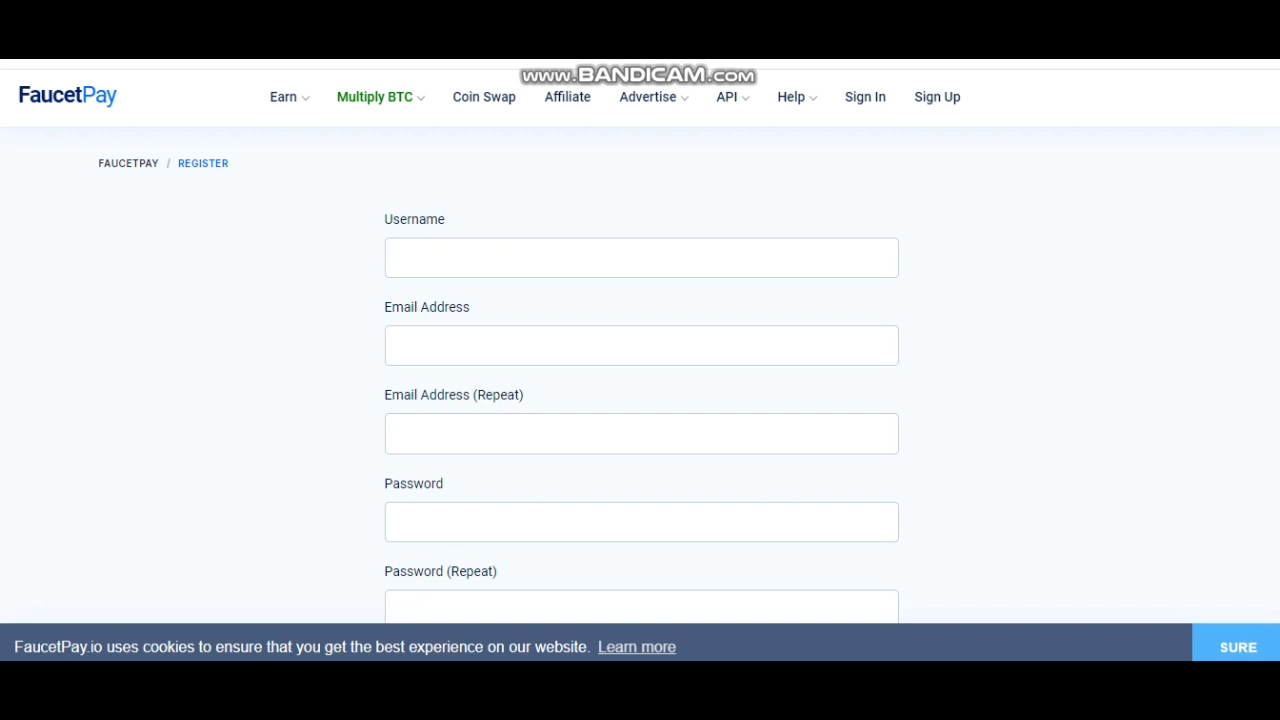 www.BANDICAM.com
FaucetPay Earn Multiply BTC Coin Swap Affiliate Advertise API Help Sign In Sign Up
FAUCETPAY / REGISTER
Username
Email Address
Email Address (Repeat)
Password
Password (Repeat)
FaucetPay.io uses cookies to ensure that you get the best experience on our website. Learn more SURE